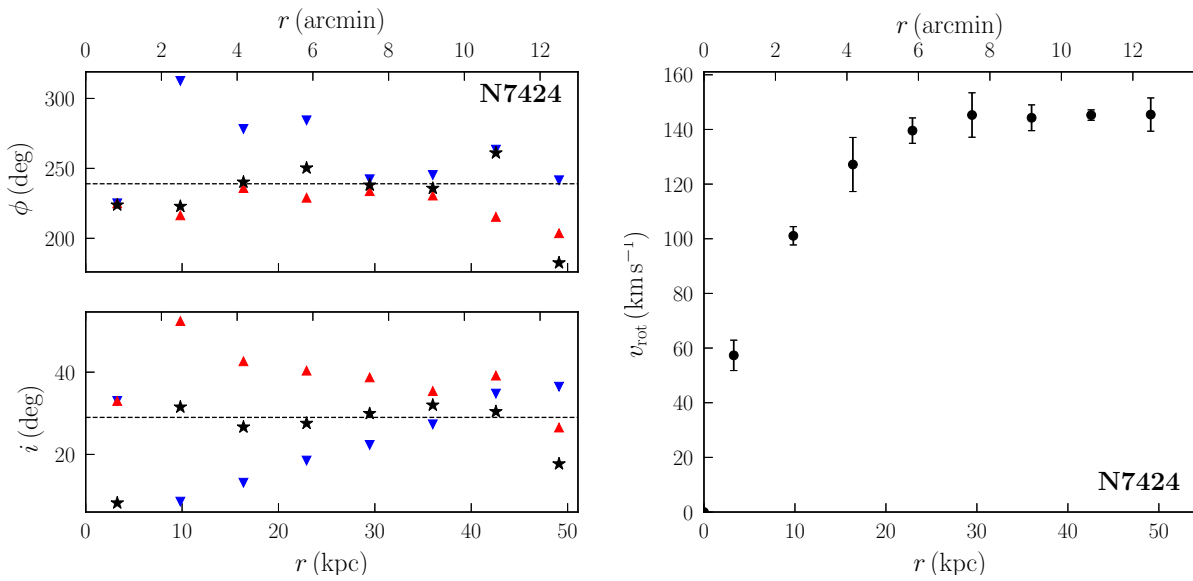 r (arcmin)
0 2 4 6 8 10 12
N7424
300
250
200
ϕ (deg)
40
20
i (deg)
0 10 20 30 40 50
r (kpc)
r (arcmin)
0 2 4 6 8 10 12
160
140
120
100
80
60
40
20
0
v_rot (km s⁻¹)
N7424
0 10 20 30 40 50
r (kpc)